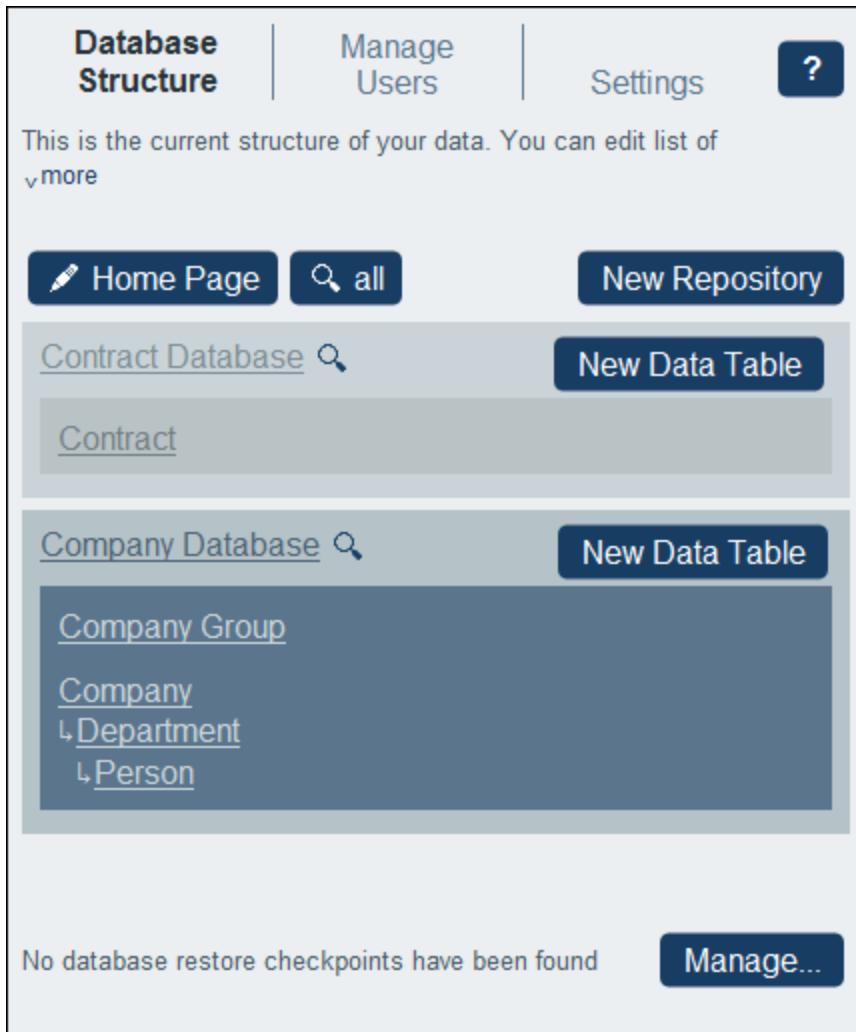 Database Structure
Manage Users
Settings
?
This is the current structure of your data. You can edit list of
more
Home Page
all
New Repository
Contract Database
New Data Table
Contract
Company Database
New Data Table
Company Group
Company
↳Department
↳Person
No database restore checkpoints have been found
Manage...